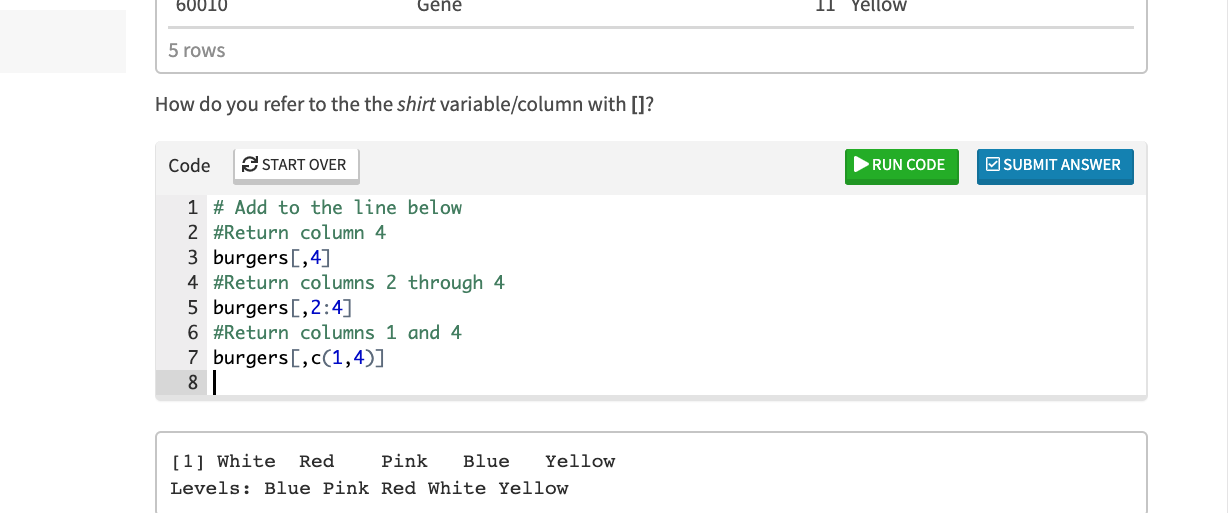 60010 Gene 11 Yellow
5 rows
How do you refer to the the shirt variable/column with []?
Code START OVER RUN CODE SUBMIT ANSWER
1 # Add to the line below
2 #Return column 4
3 burgers[,4]
4 #Return columns 2 through 4
5 burgers[,2:4]
6 #Return columns 1 and 4
7 burgers[,c(1,4)]
8
[1] White Red Pink Blue Yellow
Levels: Blue Pink Red White Yellow